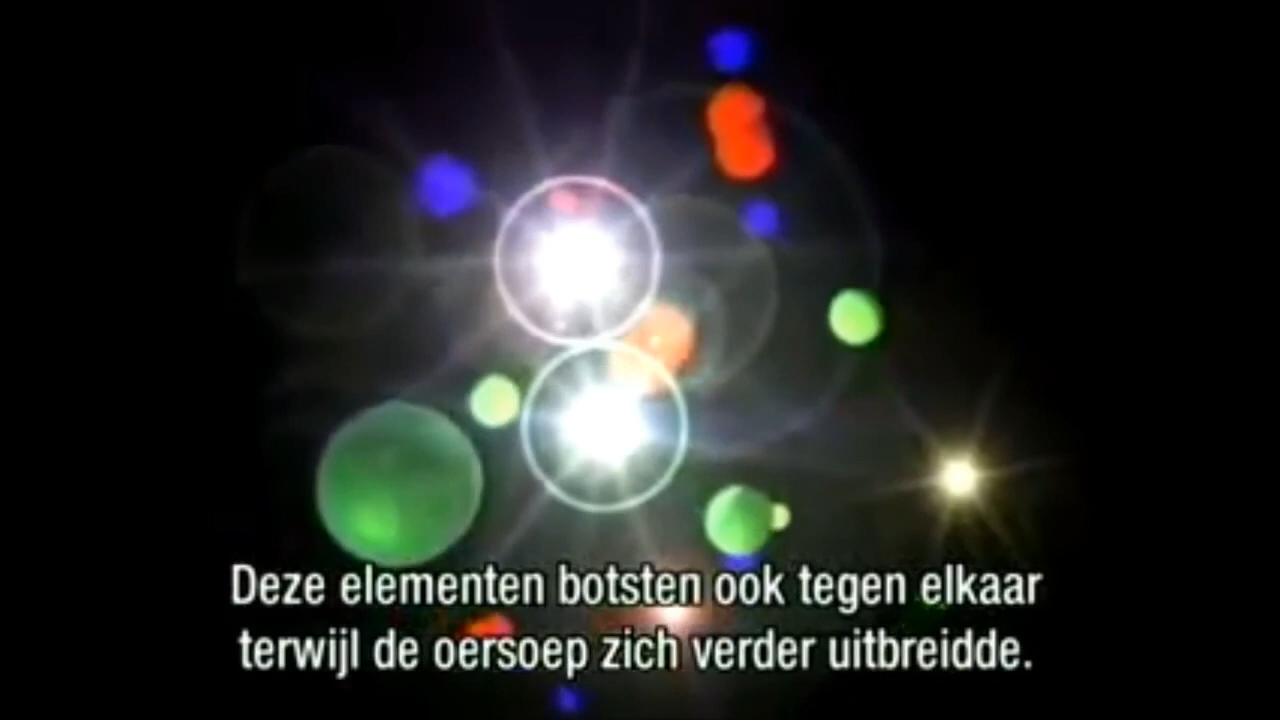 Deze elementen botsten ook tegen elkaar
terwijl de oersoep zich verder uitbreidde.